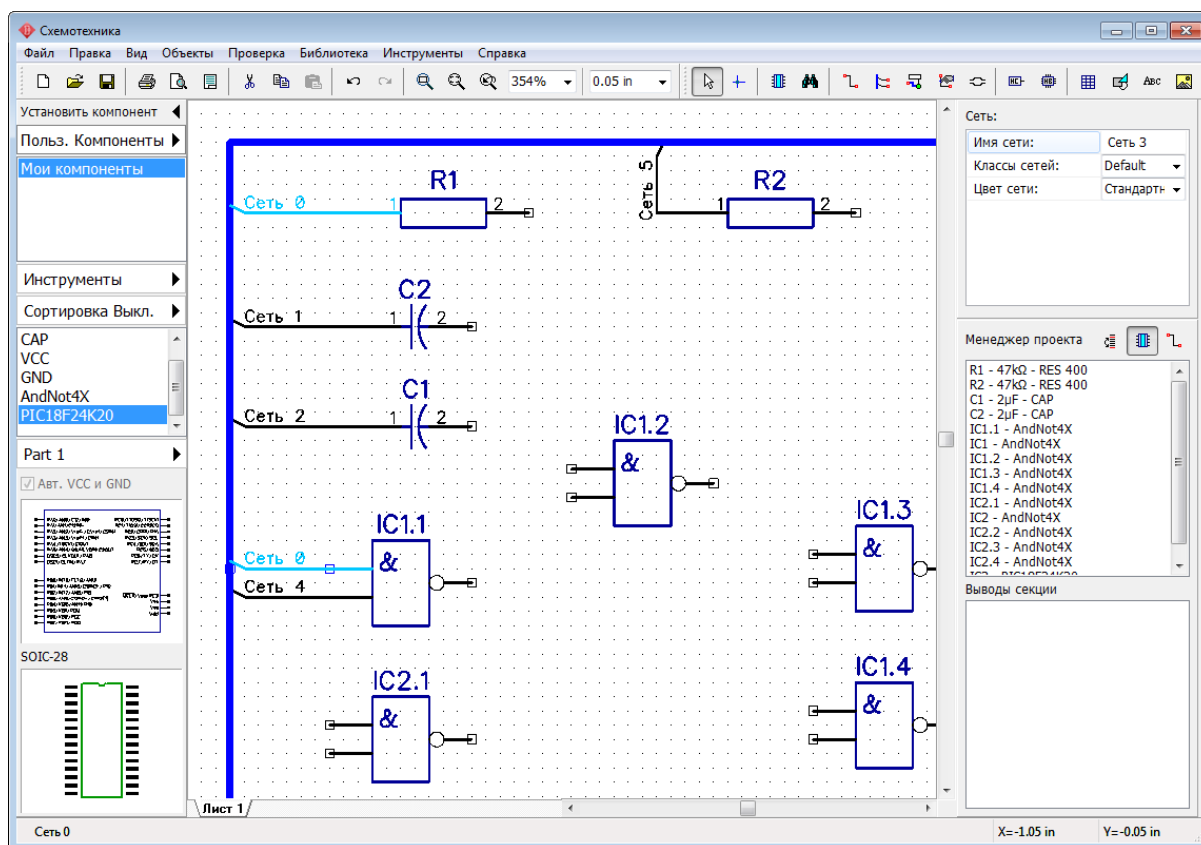 Схемотехника
Файл Правка Вид Объекты Проверка Библиотека Инструменты Справка
354% 0.05 in ABC
Установить компонент
Польз. Компоненты
Мои компоненты
Инструменты
Сортировка Выкл.
CAP
VCC
GND
AndNot4X
PIC18F24K20
Part 1
Авт. VCC и GND
SOIC-28
Сеть 0 1 R1 2
Сеть 5 1 R2 2
Сеть 1 1 C2 2
Сеть 2 1 C1 2
IC1.2
&
IC1.1
Сеть 0 &
Сеть 4
IC1.3
&
IC2.1
&
IC1.4
&
Лист 1
Сеть:
Имя сети: Сеть 3
Классы сетей: Default
Цвет сети: Стандартн
Менеджер проекта
R1 - 47kΩ - RES 400
R2 - 47kΩ - RES 400
C1 - 2µF - CAP
C2 - 2µF - CAP
IC1.1 - AndNot4X
IC1 - AndNot4X
IC1.2 - AndNot4X
IC1.3 - AndNot4X
IC1.4 - AndNot4X
IC2.1 - AndNot4X
IC2 - AndNot4X
IC2.2 - AndNot4X
IC2.3 - AndNot4X
IC2.4 - AndNot4X
Выводы секции
Сеть 0 X=-1.05 in Y=-0.05 in